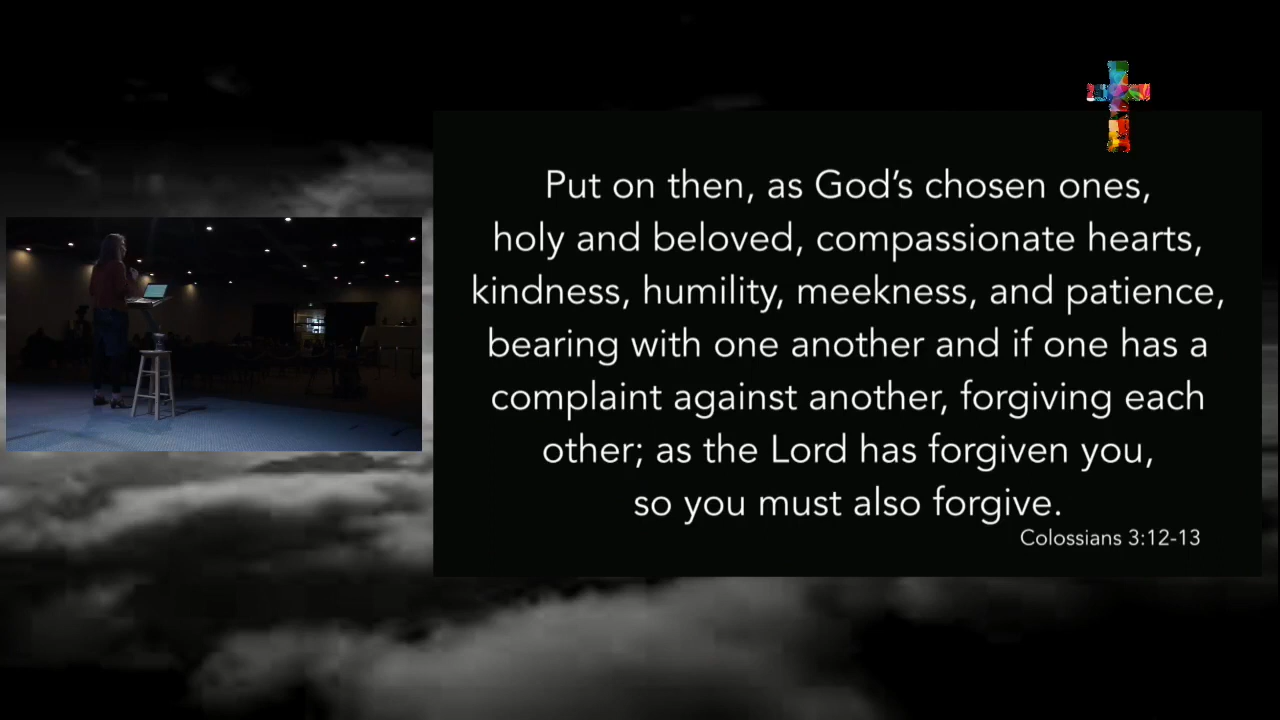 Put on then, as God’s chosen ones,
holy and beloved, compassionate hearts,
kindness, humility, meekness, and patience,
bearing with one another and if one has a
complaint against another, forgiving each
other; as the Lord has forgiven you,
so you must also forgive.
Colossians 3:12-13